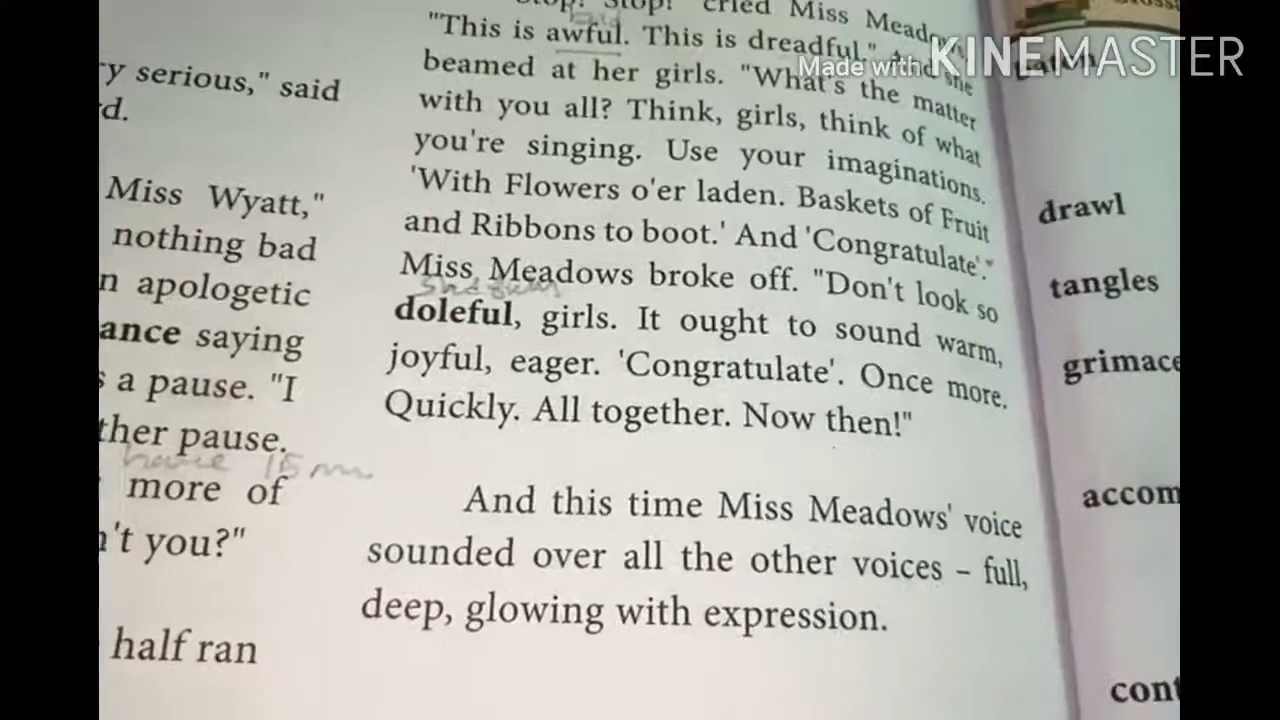 y serious," said
d.
Miss Wyatt,"
nothing bad
n apologetic
ance saying
s a pause. "I
ther pause.
have 15 m
more of
n't you?"
half ran
Stop! Stop!" cried Miss Meadows.
bad
"This is awful. This is dreadful." And she
beamed at her girls. "What's the matter
with you all? Think, girls, think of what
you're singing. Use your imaginations.
'With Flowers o'er laden. Baskets of Fruit
and Ribbons to boot.' And 'Congratulate'."
Miss Meadows broke off. "Don't look so
doleful, girls. It ought to sound warm,
joyful, eager. 'Congratulate'. Once more.
Quickly. All together. Now then!"
And this time Miss Meadows' voice
sounded over all the other voices – full,
deep, glowing with expression.
drawl
tangles
grimace
accom
cont
Made with KINEMASTER